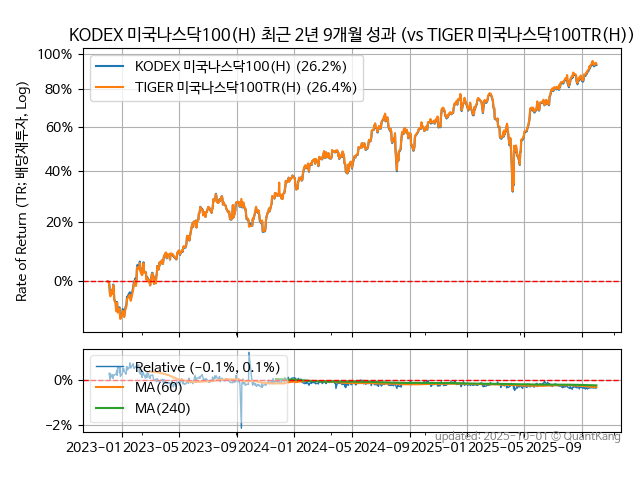 KODEX 미국나스닥100(H) 최근 2년 9개월 성과 (vs TIGER 미국나스닥100TR(H))
100%
80%
60%
40%
20%
0%
Rate of Return (TR: 배당재투자, Log)
KODEX 미국나스닥100(H) (26.2%)
TIGER 미국나스닥100TR(H) (26.4%)
0%
−2%
Relative (−0.1%, 0.1%)
MA(60)
MA(240)
updated: 2025-10-01 © QuantKang
2023-01 2023-05 2023-09 2024-01 2024-05 2024-09 2025-01 2025-05 2025-09